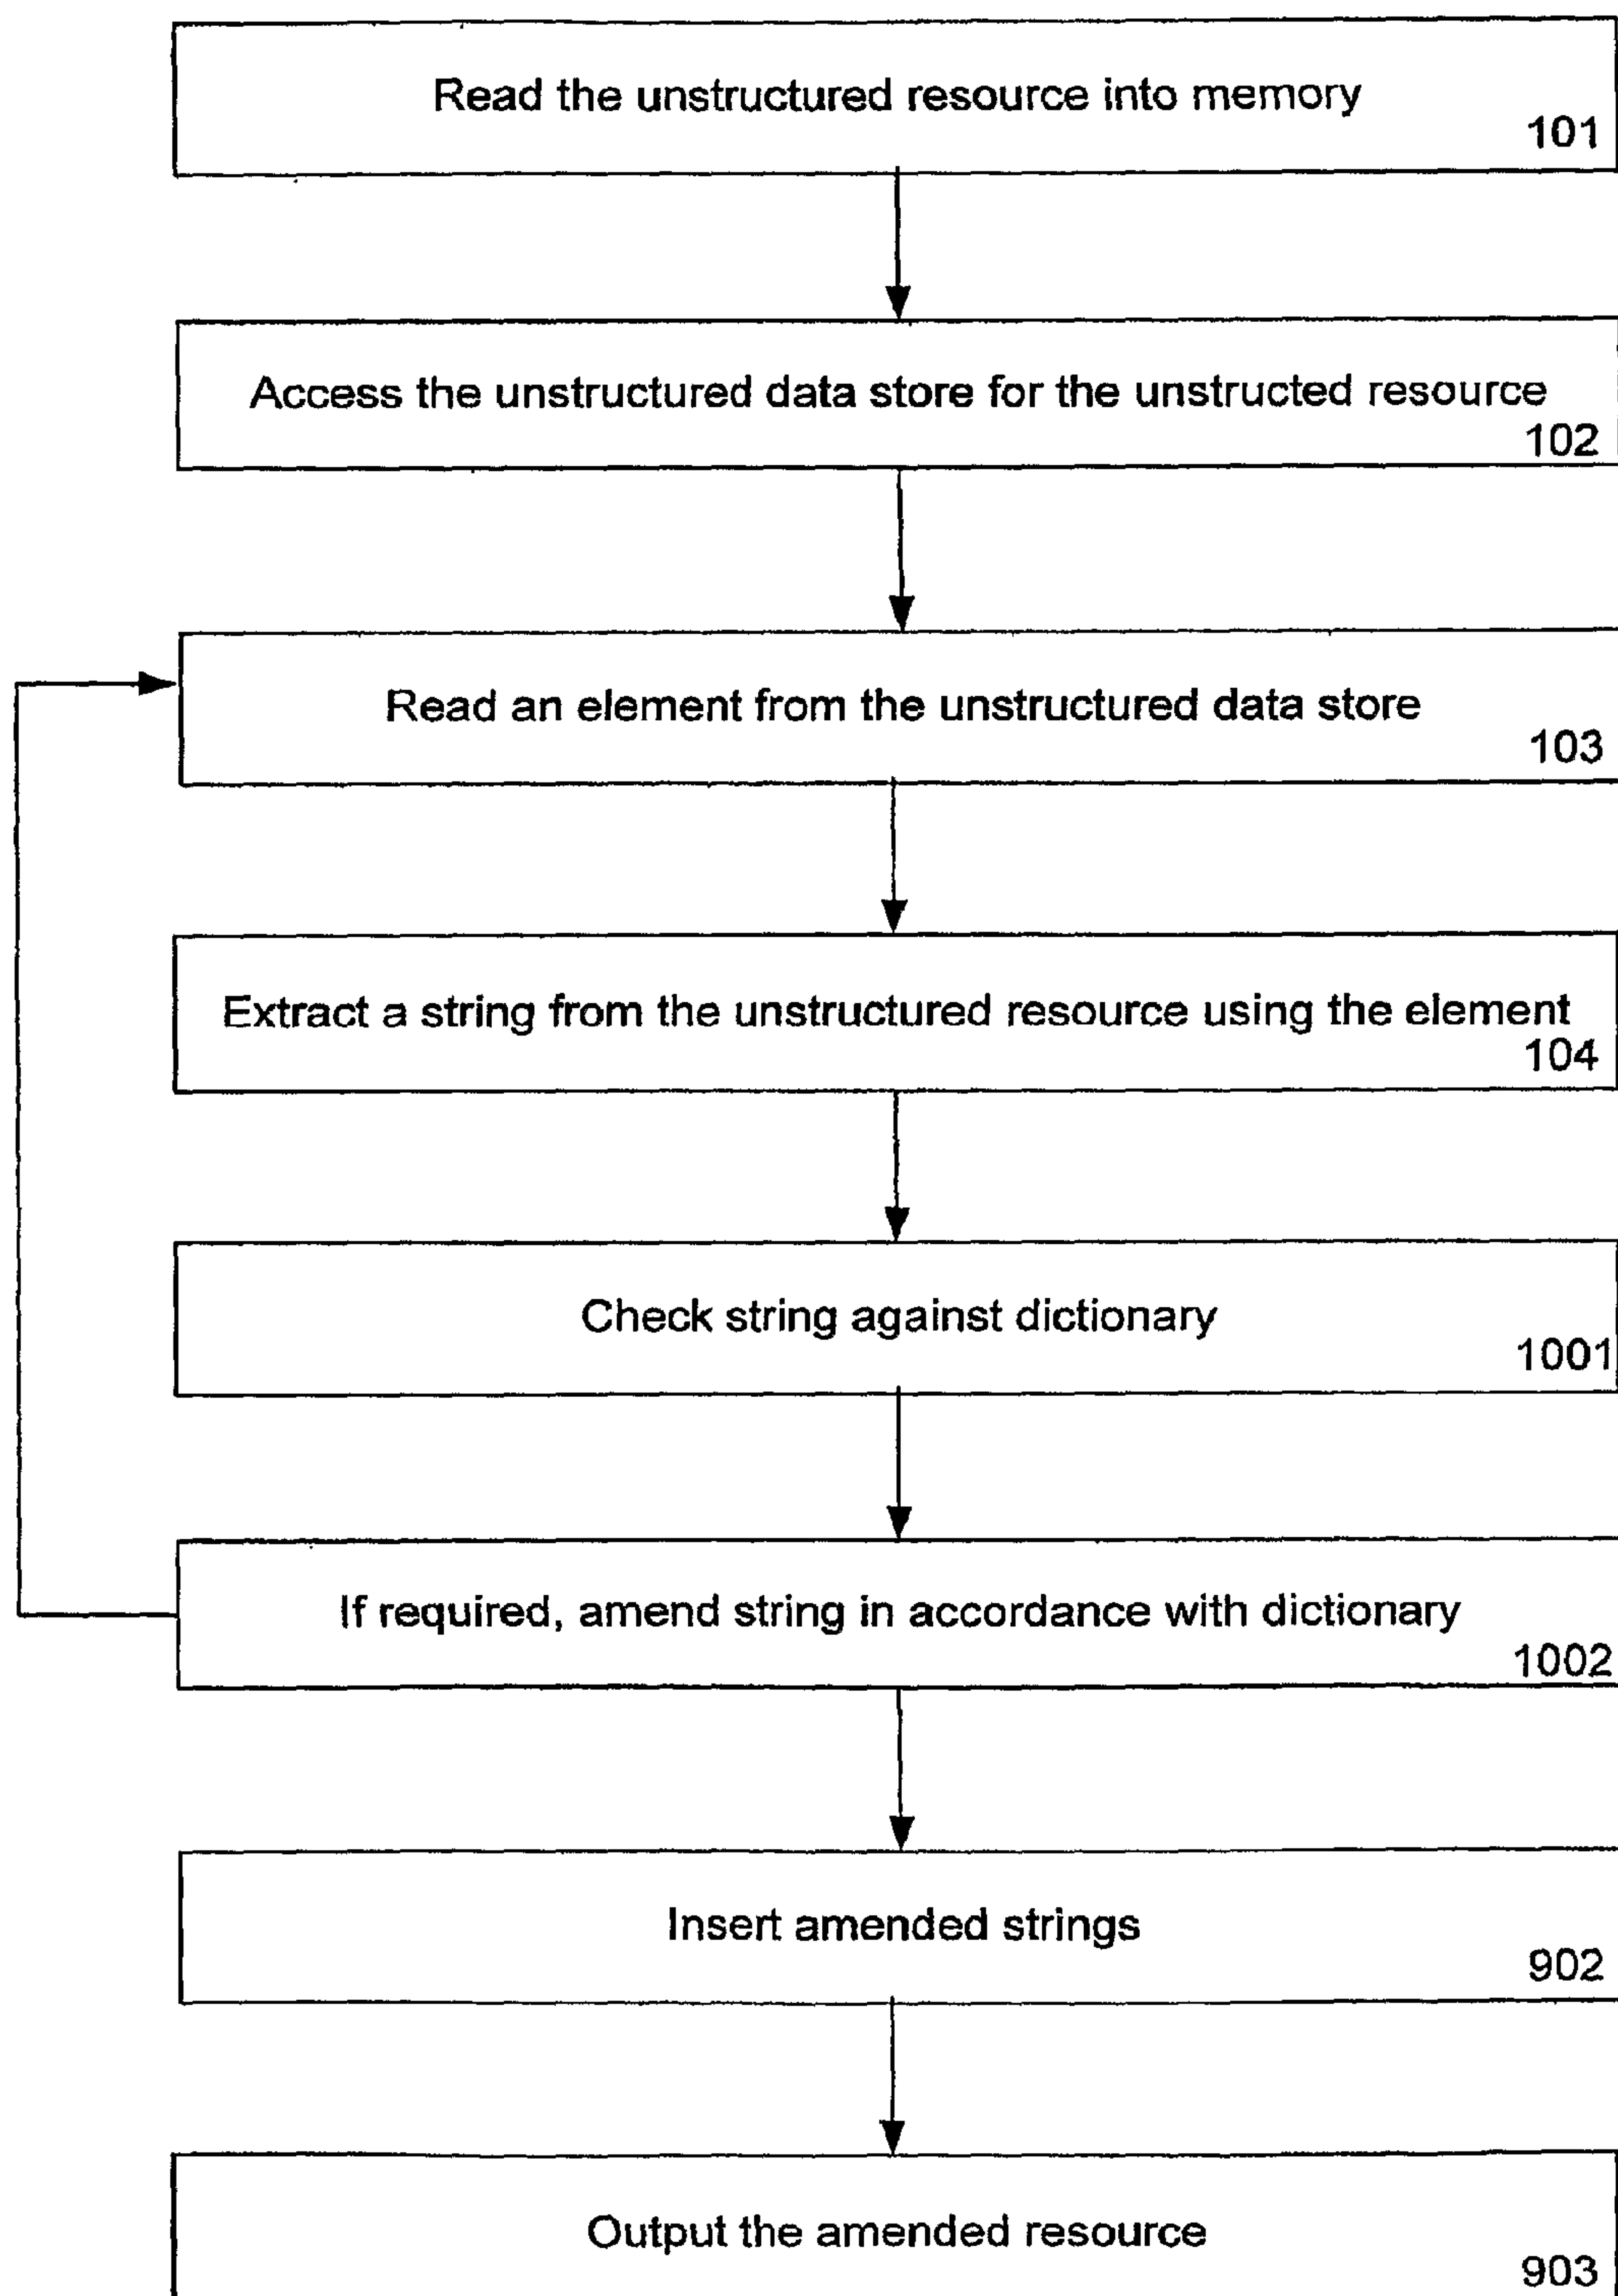 Read the unstructured resource into memory
101
Access the unstructured data store for the unstructed resource
102
Read an element from the unstructured data store
103
Extract a string from the unstructured resource using the element
104
Check string against dictionary
1001
If required, amend string in accordance with dictionary
1002
Insert amended strings
902
Output the amended resource
903